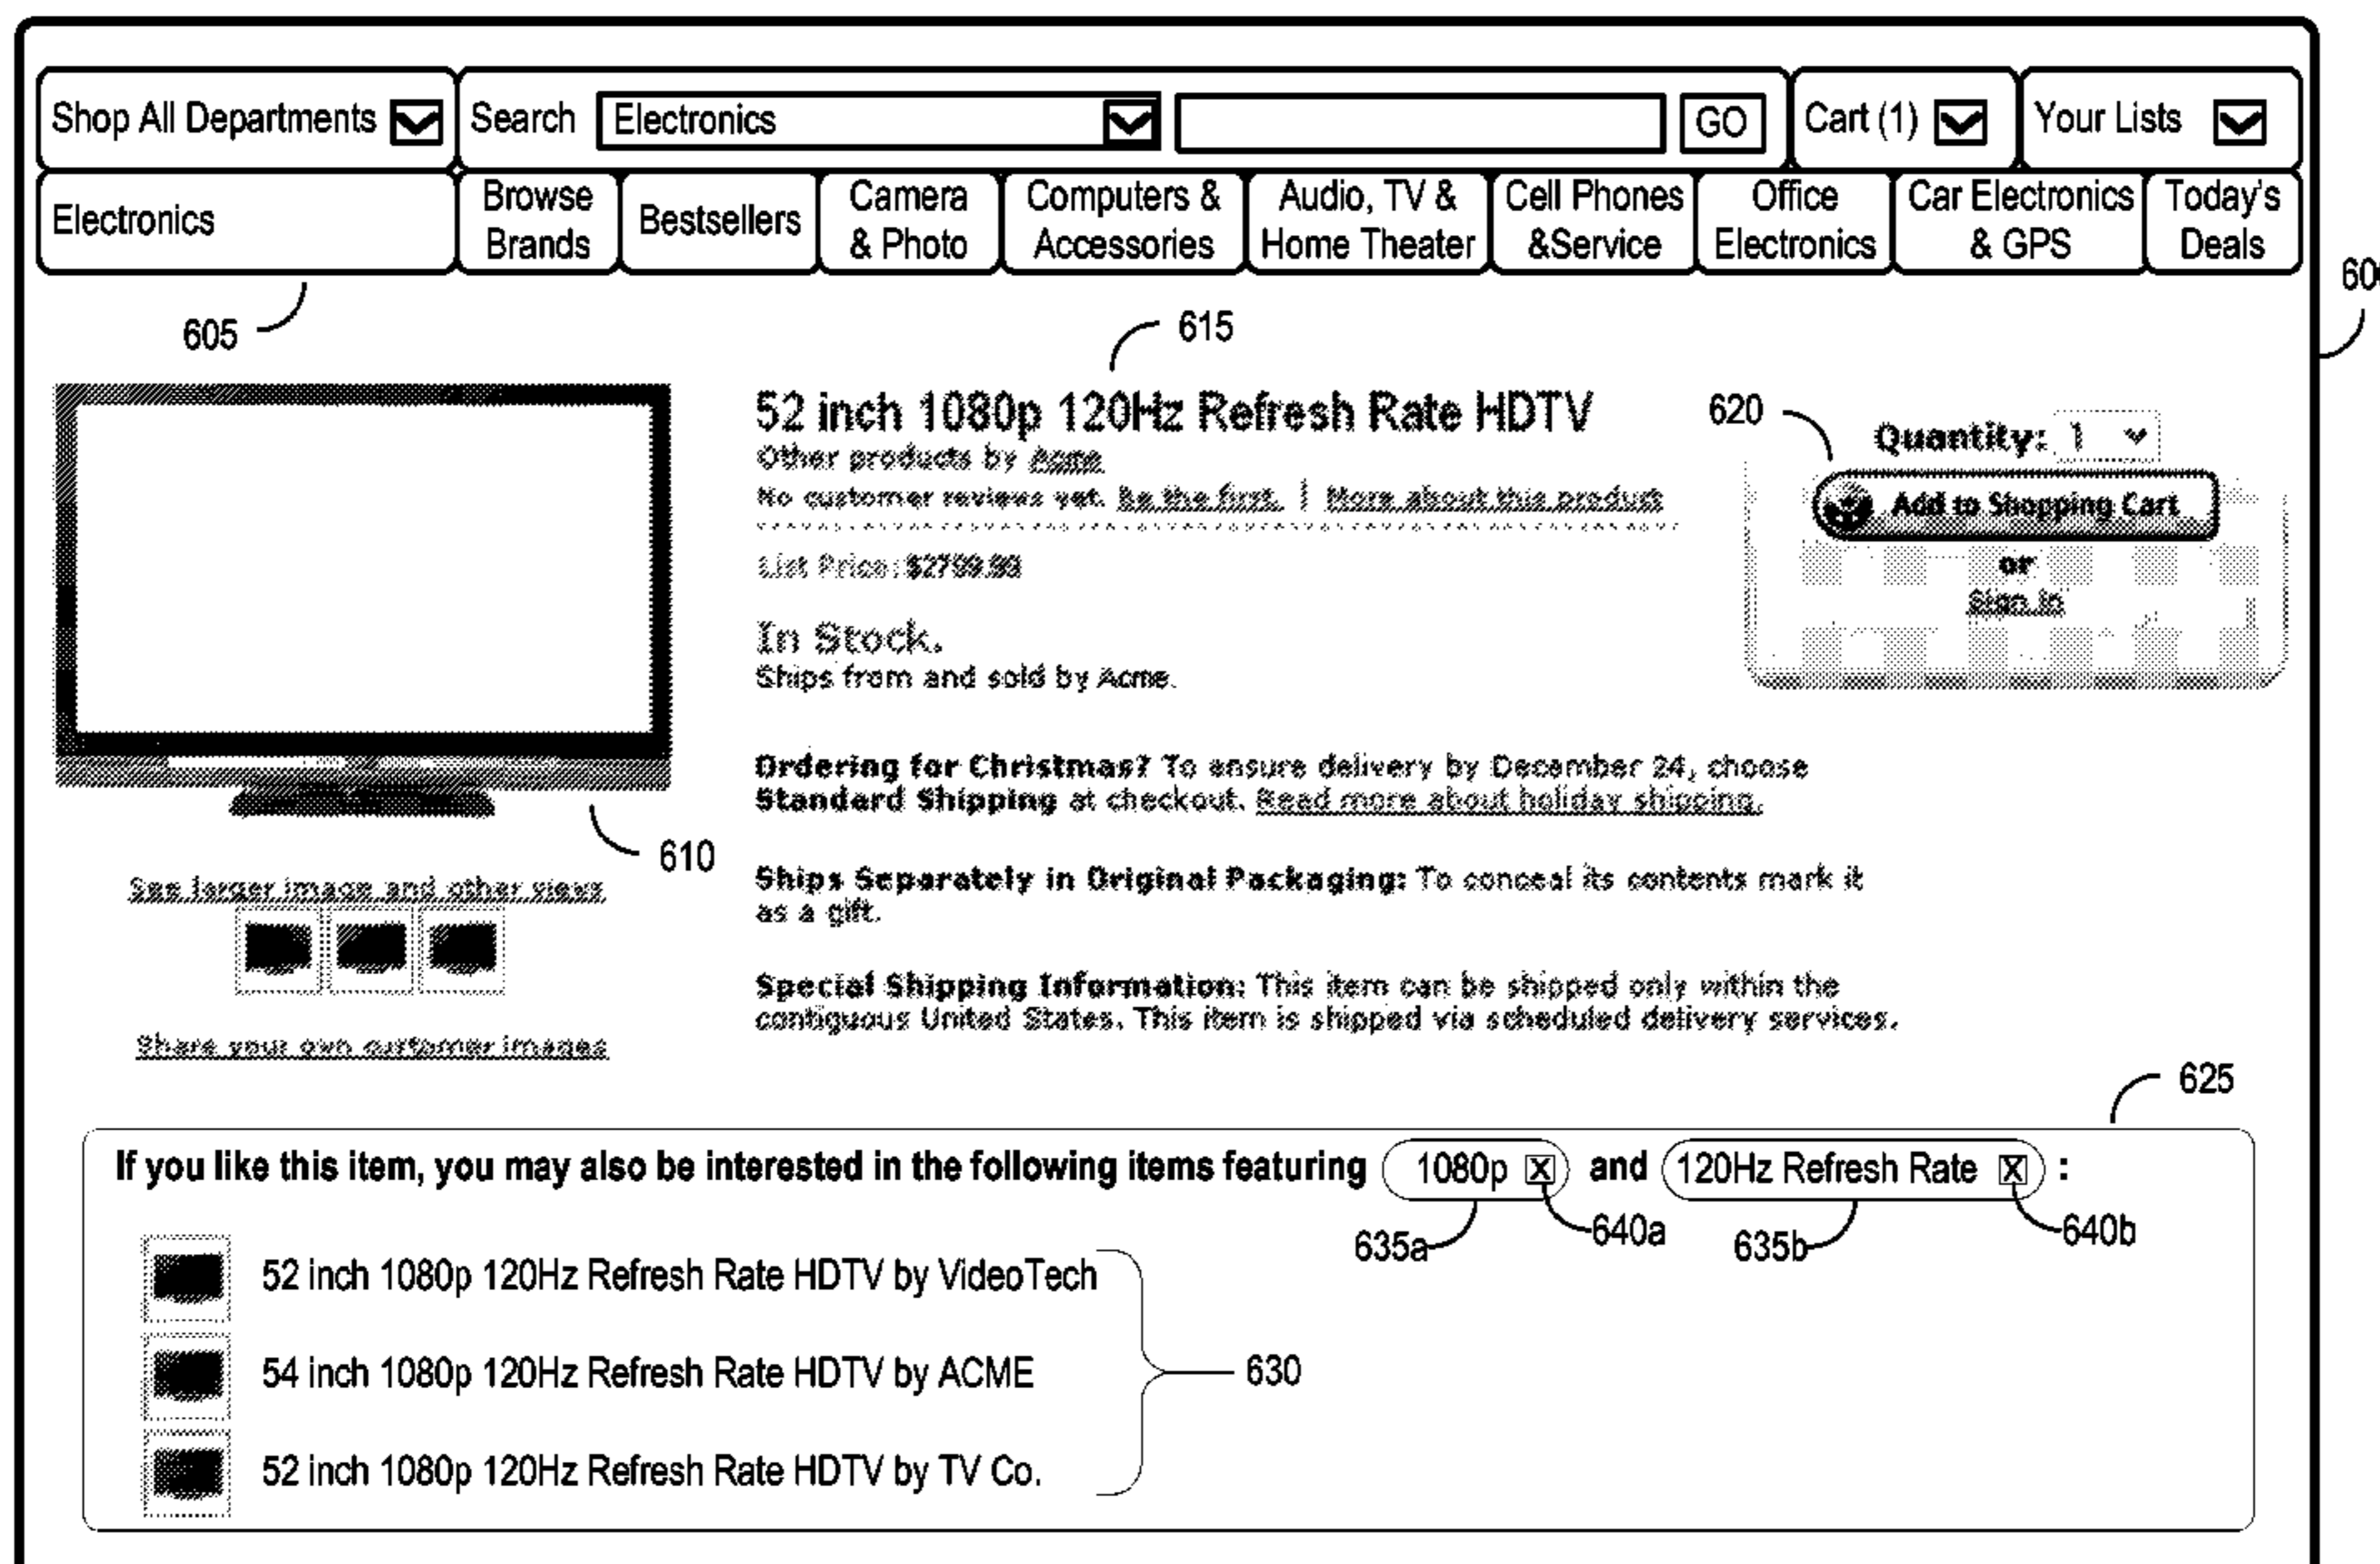 Shop All Departments Search Electronics GO Cart (1) Your Lists
Electronics Browse Brands Bestsellers Camera & Photo Computers & Accessories Audio, TV & Home Theater Cell Phones &Service Office Electronics Car Electronics & GPS Today's Deals
605
615
52 inch 1080p 120Hz Refresh Rate HDTV
Other products by Acme
No customer reviews yet. Be the first. | More about this product
List Price:
620
Quantity: 1
Add to Shopping Cart
or
Sign in
In Stock.
Ships from and sold by Acme.
Ordering for Christmas? To ensure delivery by December 24, choose
Standard Shipping at checkout. Read more about holiday shipping.
610
See larger image and other views
Ships Separately in Original Packaging: To conceal its contents mark it
as a gift.
Special Shipping Information: This item can be shipped only within the
contiguous United States. This item is shipped via scheduled delivery services.
Share your own customer images
625
If you like this item, you may also be interested in the following items featuring 1080p X and 120Hz Refresh Rate X :
635a 640a 635b 640b
52 inch 1080p 120Hz Refresh Rate HDTV by VideoTech
54 inch 1080p 120Hz Refresh Rate HDTV by ACME
630
52 inch 1080p 120Hz Refresh Rate HDTV by TV Co.